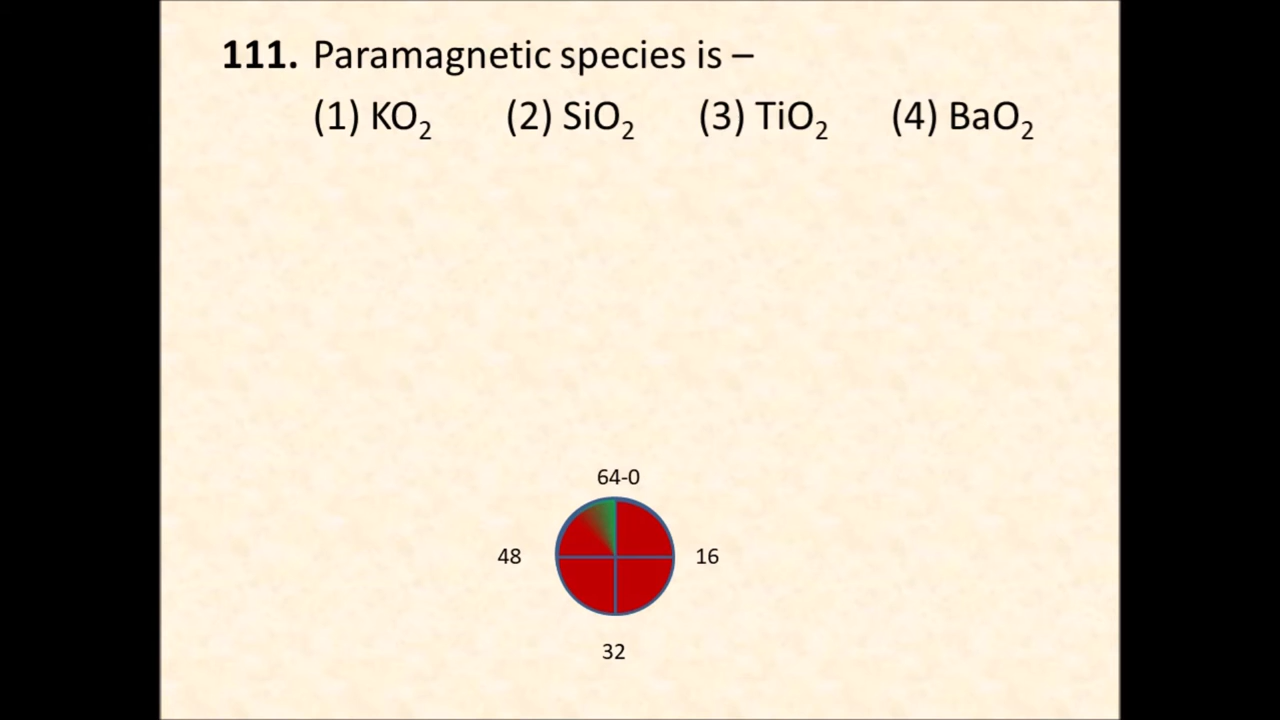 111. Paramagnetic species is –
(1) KO₂ (2) SiO₂ (3) TiO₂ (4) BaO₂
64-0
48 16
32